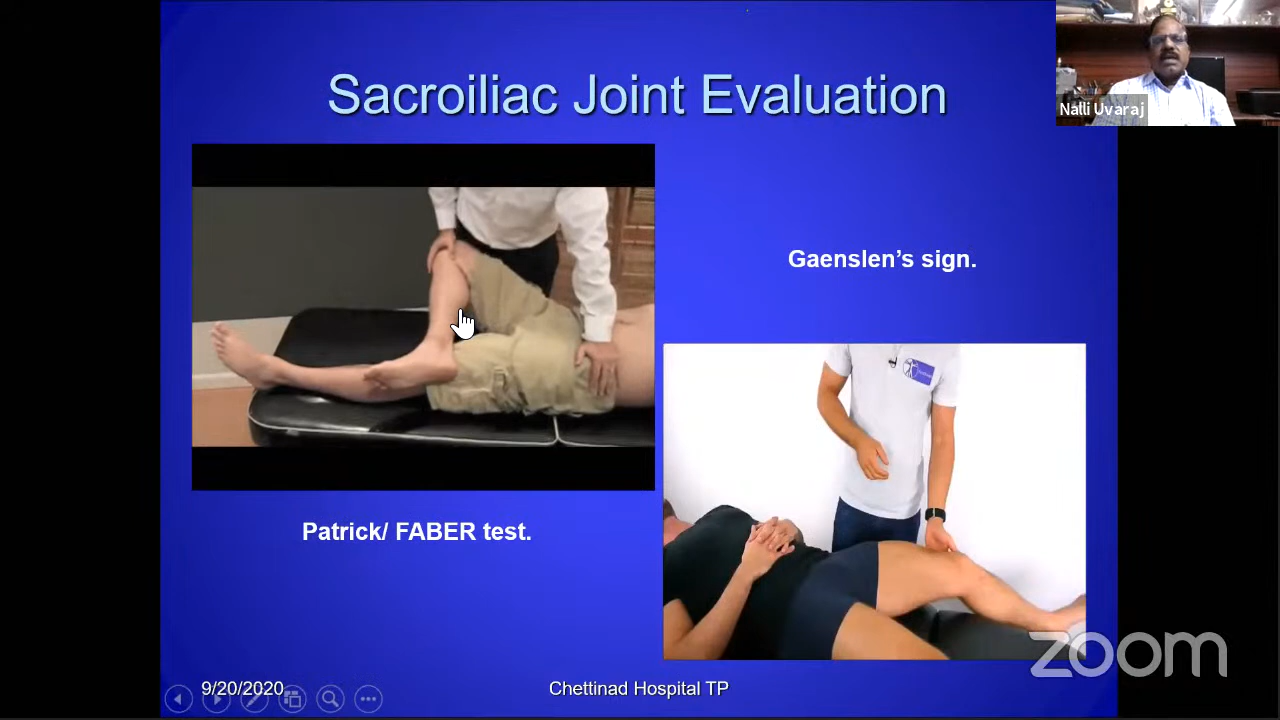 Sacroiliac Joint Evaluation
Nalli Uvaraj
Gaenslen’s sign.
Patrick/ FABER test.
9/20/2020
Chettinad Hospital TP
zoom